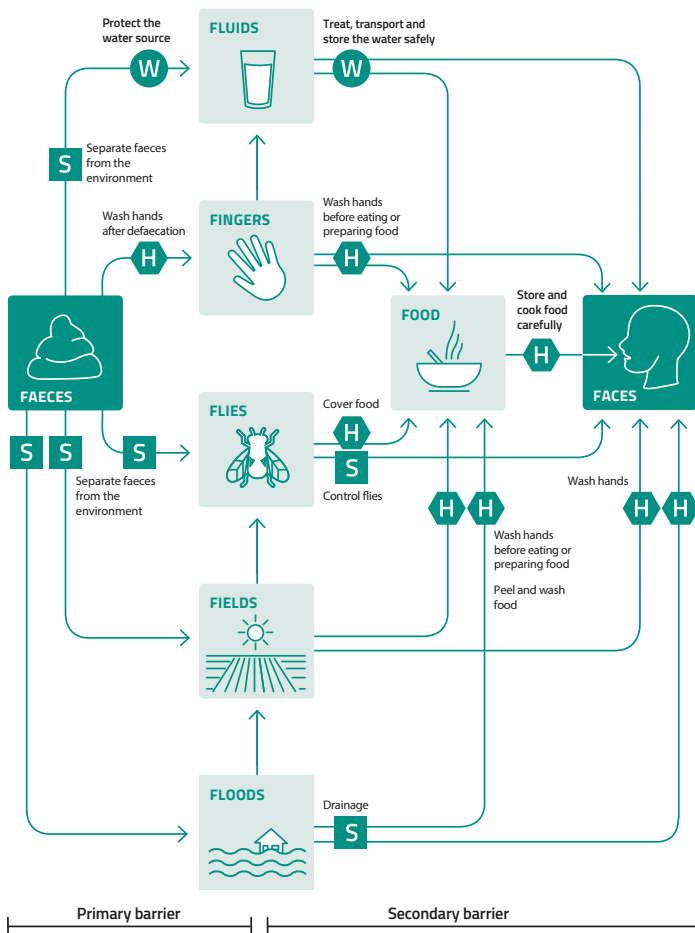 Protect the
water source
W
FLUIDS
Treat, transport and
store the water safely
W
S
Separate faeces
from the
environment
Wash hands
after defaecation
H
FINGERS
Wash hands
before eating or
preparing food
H
FAECES
FOOD
Store and
cook food
carefully
H
FACES
S
S
S
Separate faeces
from the
environment
FLIES
Cover food
H
S
Control flies
H
H
Wash hands
before eating or
preparing food
Peel and wash
food
Wash hands
H
H
FIELDS
FLOODS
Drainage
S
Primary barrier
Secondary barrier